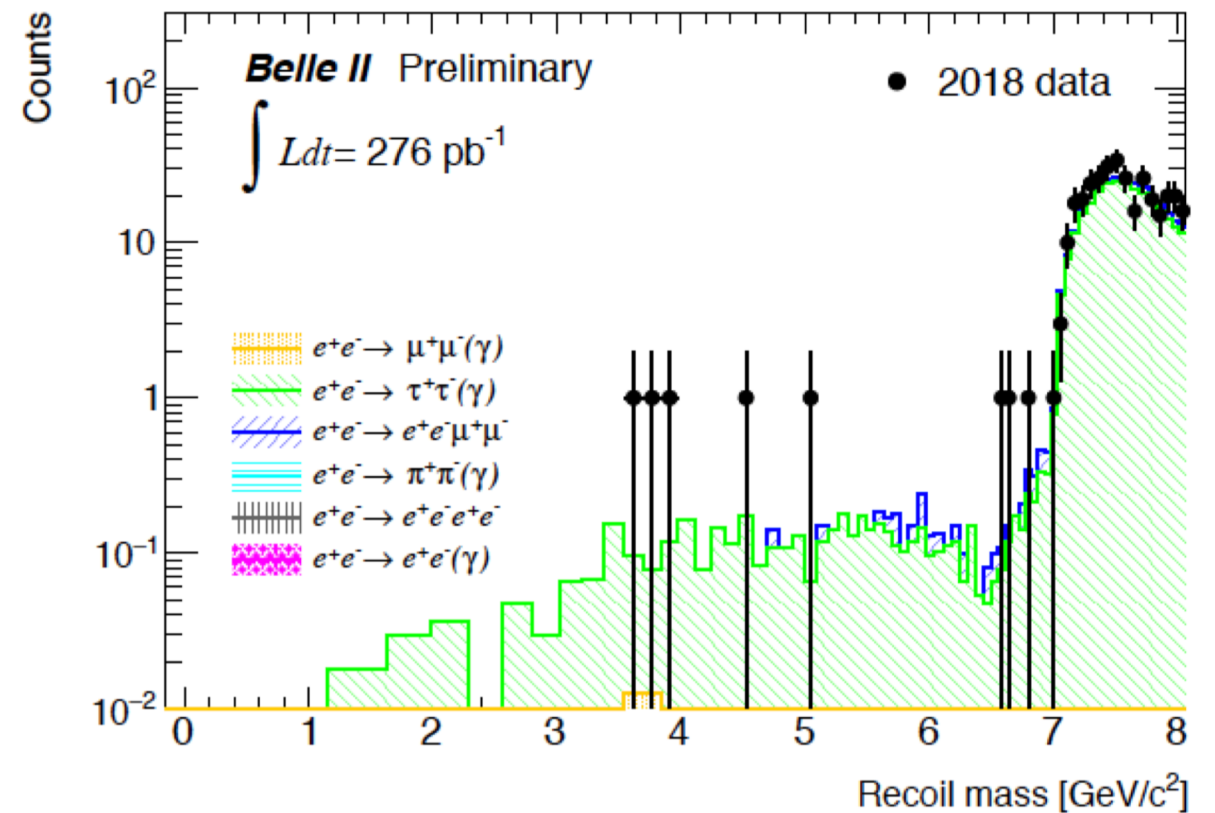 Counts
Belle II Preliminary
∫ Ldt= 276 pb⁻¹
2018 data
10²
10
1
10⁻¹
10⁻²
e⁺e⁻→ μ⁺μ⁻(γ)
e⁺e⁻→ τ⁺τ⁻(γ)
e⁺e⁻→ e⁺e⁻μ⁺μ⁻
e⁺e⁻→ π⁺π⁻(γ)
e⁺e⁻→ e⁺e⁻e⁺e⁻
e⁺e⁻→ e⁺e⁻(γ)
0 1 2 3 4 5 6 7 8
Recoil mass [GeV/c²]